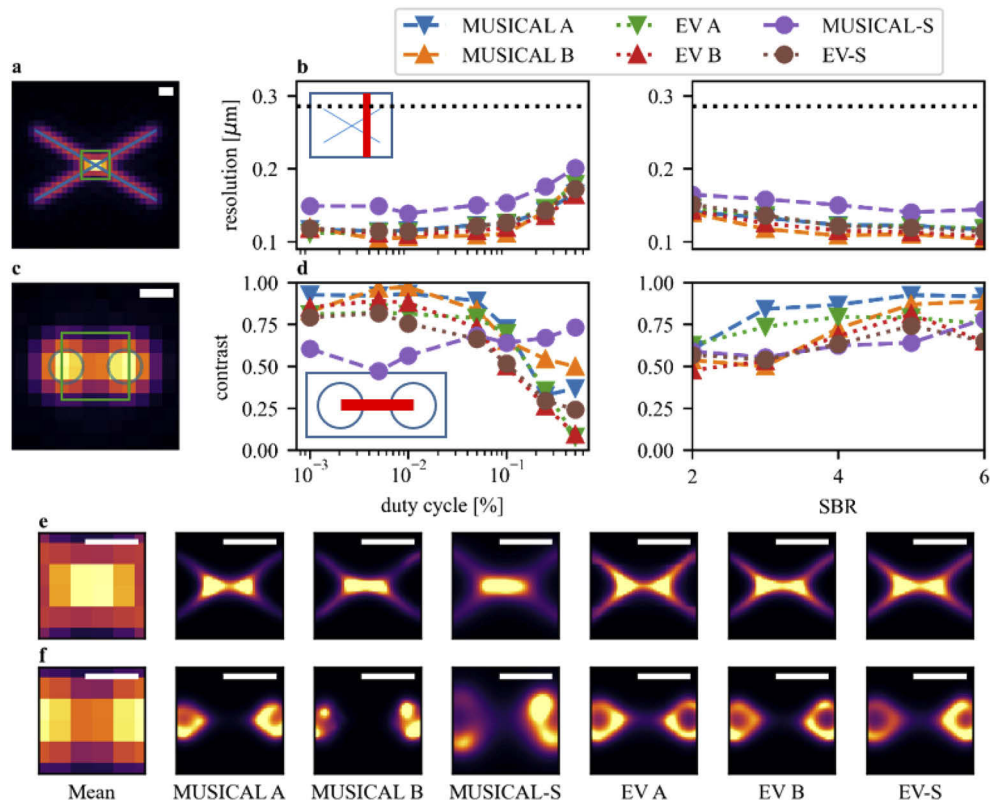 MUSICAL A EV A MUSICAL-S
MUSICAL B EV B EV-S
a
b
0.3
0.2
0.1
resolution [μm]
0.3
0.2
0.1
c
d
1.00
0.75
0.50
0.25
0.00
contrast
10⁻³ 10⁻² 10⁻¹
duty cycle [%]
1.00
0.75
0.50
0.25
0.00
2 4 6
SBR
e
f
Mean MUSICAL A MUSICAL B MUSICAL-S EV A EV B EV-S